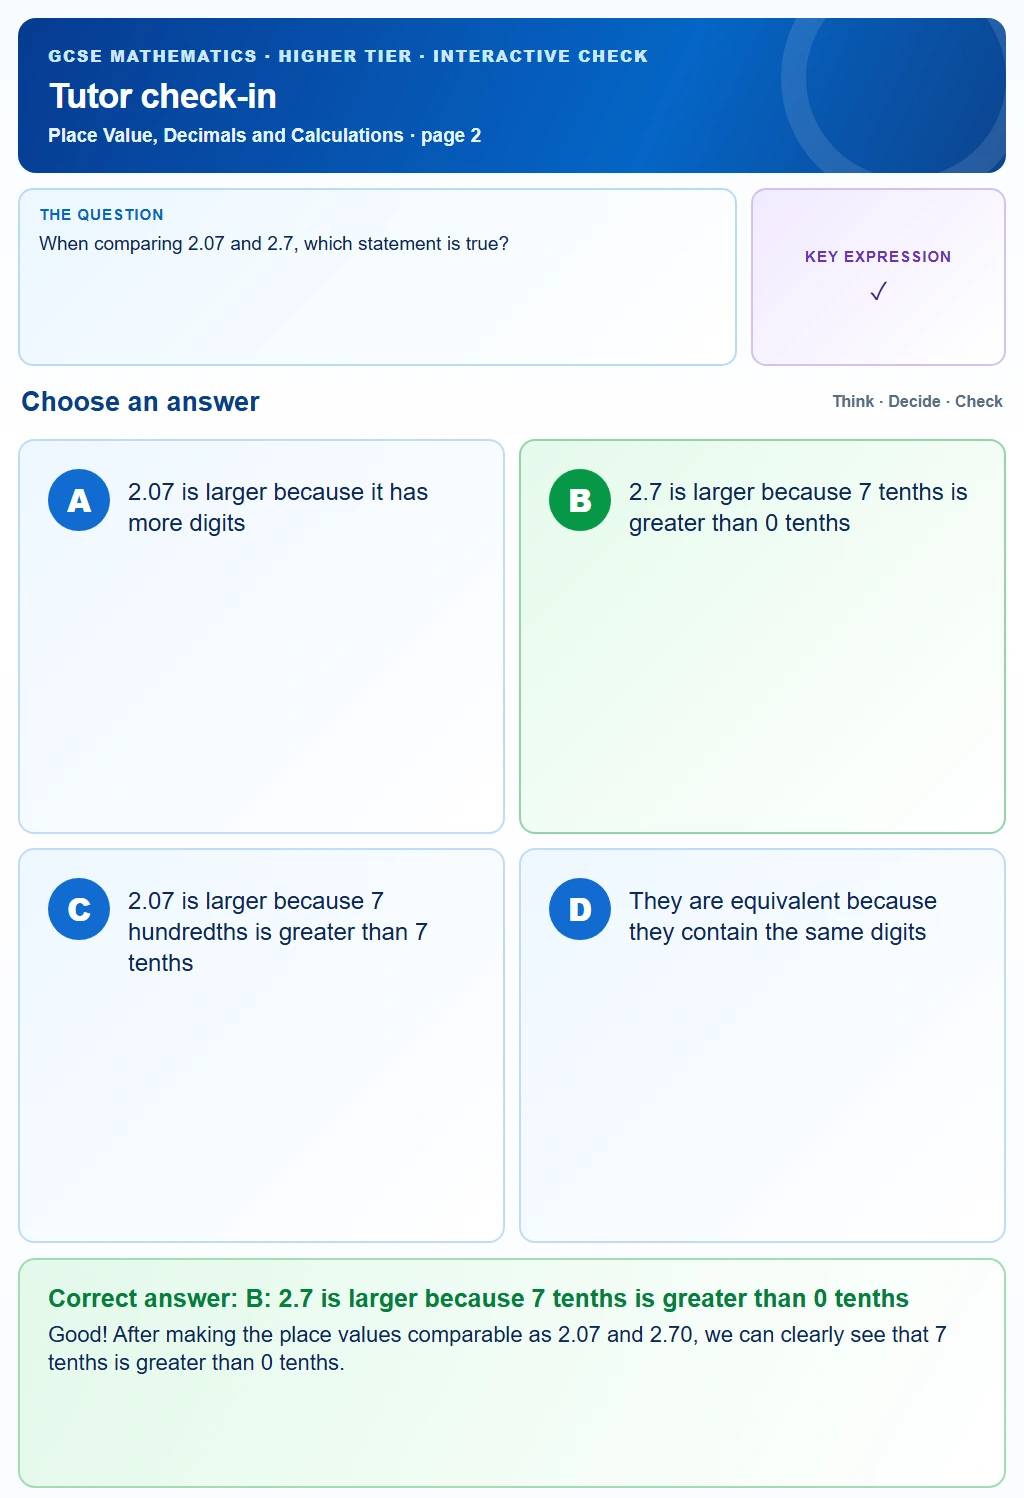 GCSE MATHEMATICS · HIGHER TIER · INTERACTIVE CHECK
Tutor check-in
Place Value, Decimals and Calculations · page 2
THE QUESTION
When comparing 2.07 and 2.7, which statement is true?
KEY EXPRESSION
✓
Choose an answer
Think · Decide · Check
A
2.07 is larger because it has
more digits
B
2.7 is larger because 7 tenths is
greater than 0 tenths
C
2.07 is larger because 7
hundredths is greater than 7
tenths
D
They are equivalent because
they contain the same digits
Correct answer: B: 2.7 is larger because 7 tenths is greater than 0 tenths
Good! After making the place values comparable as 2.07 and 2.70, we can clearly see that 7
tenths is greater than 0 tenths.